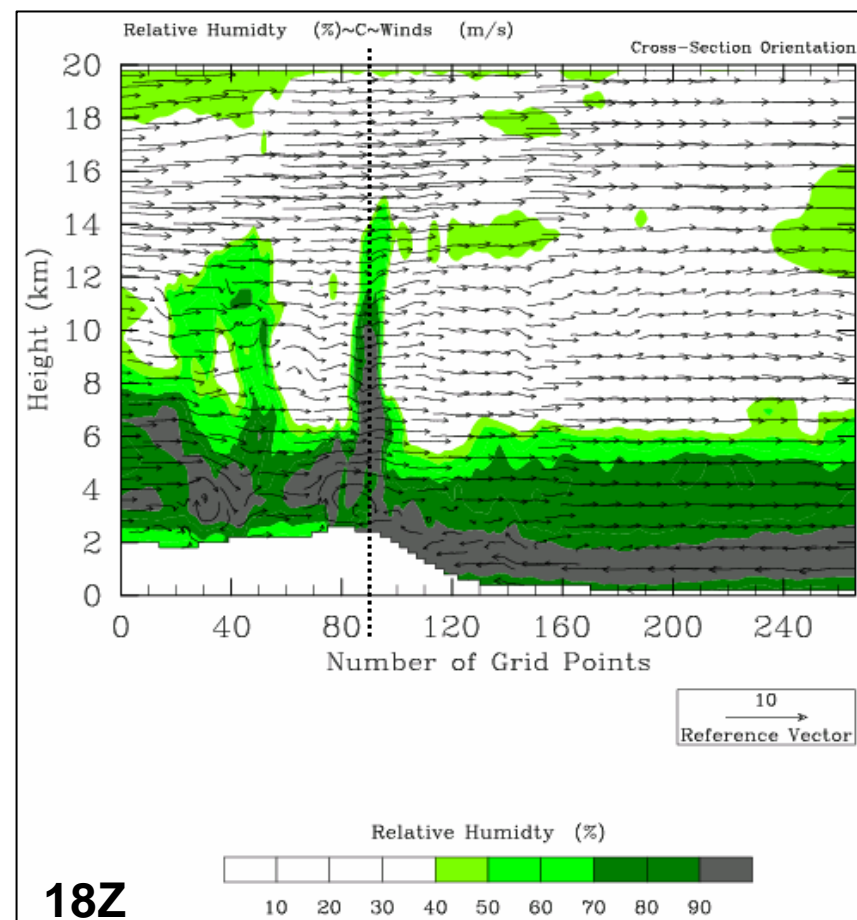 Relative Humidity (%)~C~Winds (m/s)
Cross-Section Orientation
20
18
16
14
12
10
8
6
4
2
0
Height (km)
0 40 80 120 160 200 240
Number of Grid Points
10
Reference Vector
Relative Humidty (%)
10 20 30 40 50 60 70 80 90
18Z